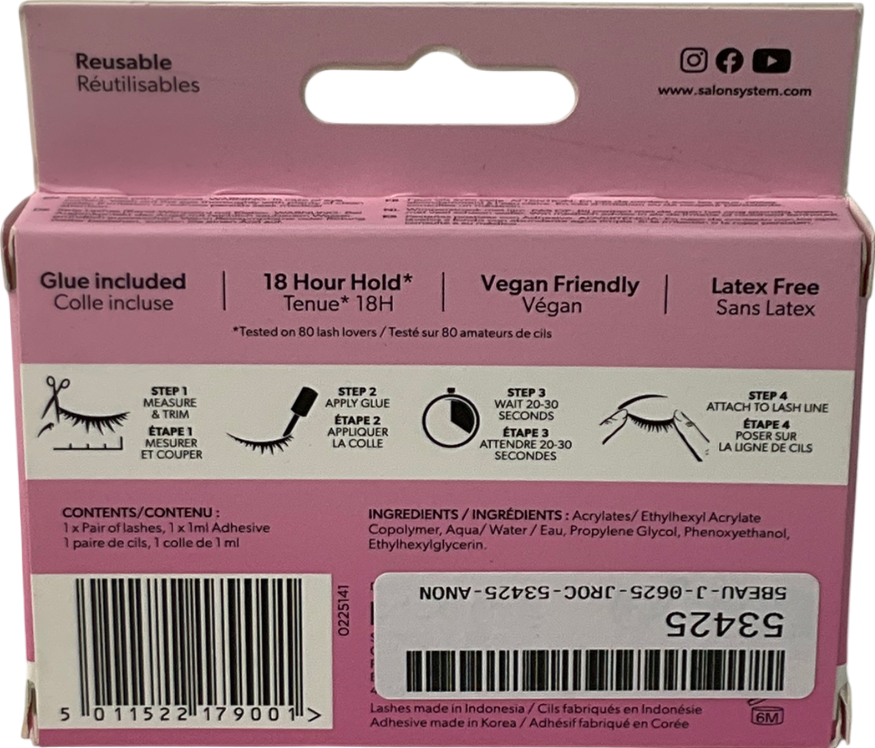 Reusable
Réutilisables
www.salonsystem.com
Glue included
Colle incluse
18 Hour Hold*
Tenue* 18H
Vegan Friendly
Végan
Latex Free
Sans Latex
*Tested on 80 lash lovers / Testé sur 80 amateurs de cils
STEP 1
MEASURE
& TRIM
ÉTAPE 1
MESURER
ET COUPER
STEP 2
APPLY GLUE
ÉTAPE 2
APPLIQUER
LA COLLE
STEP 3
WAIT 20-30
SECONDS
ÉTAPE 3
ATTENDRE 20-30
SECONDES
STEP 4
ATTACH TO LASH LINE
ÉTAPE 4
POSER SUR
LA LIGNE DE CILS
CONTENTS/CONTENU :
1 x Pair of lashes, 1 x 1ml Adhesive
1 paire de cils, 1 colle de 1 ml
INGREDIENTS / INGRÉDIENTS : Acrylates/ Ethylhexyl Acrylate
Copolymer, Aqua/ Water / Eau, Propylene Glycol, Phenoxyethanol,
Ethylhexylglycerin.
5 011522 179001 >
0225141
SBEAU-J-0625-JROC-53425-ANON
53425
Lashes made in Indonesia / Cils fabriqués en Indonésie
Adhesive made in Korea / Adhésif fabriqué en Corée
6M